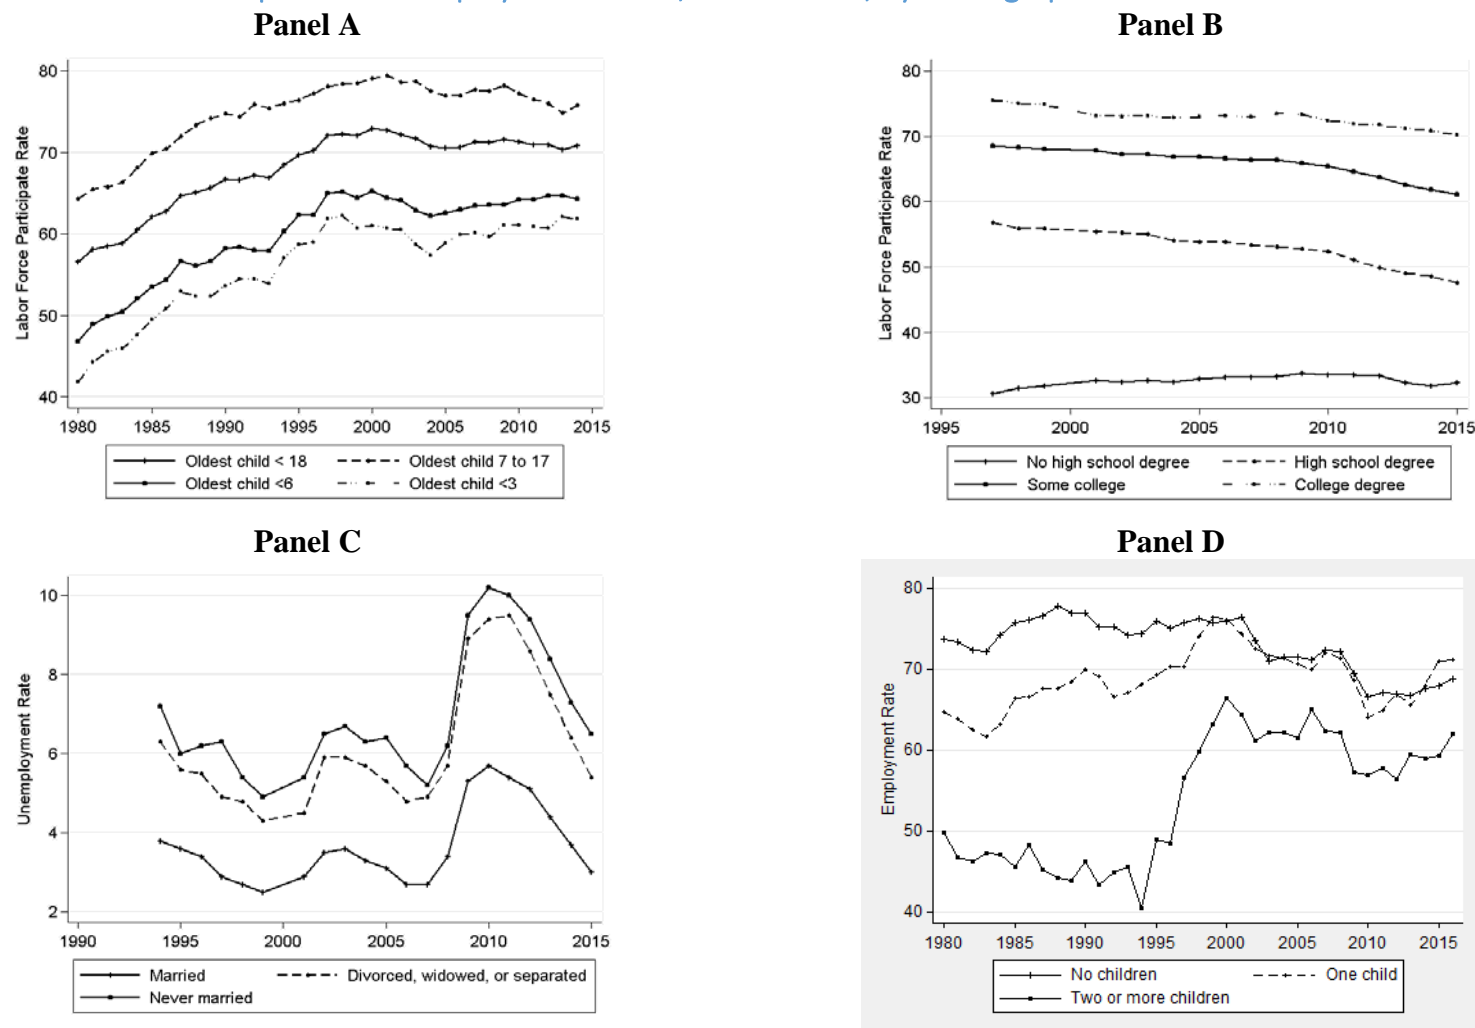 Panel A
Panel B
80
70
60
50
40
Labor Force Participate Rate
1980 1985 1990 1995 2000 2005 2010 2015
Oldest child < 18 Oldest child 7 to 17
Oldest child <6 Oldest child <3
80
70
60
50
40
30
Labor Force Participate Rate
1995 2000 2005 2010 2015
No high school degree High school degree
Some college College degree
Panel C
Panel D
10
8
6
4
2
Unemployment Rate
1990 1995 2000 2005 2010 2015
Married Divorced, widowed, or separated
Never married
80
70
60
50
40
Employment Rate
1980 1985 1990 1995 2000 2005 2010 2015
No children One child
Two or more children